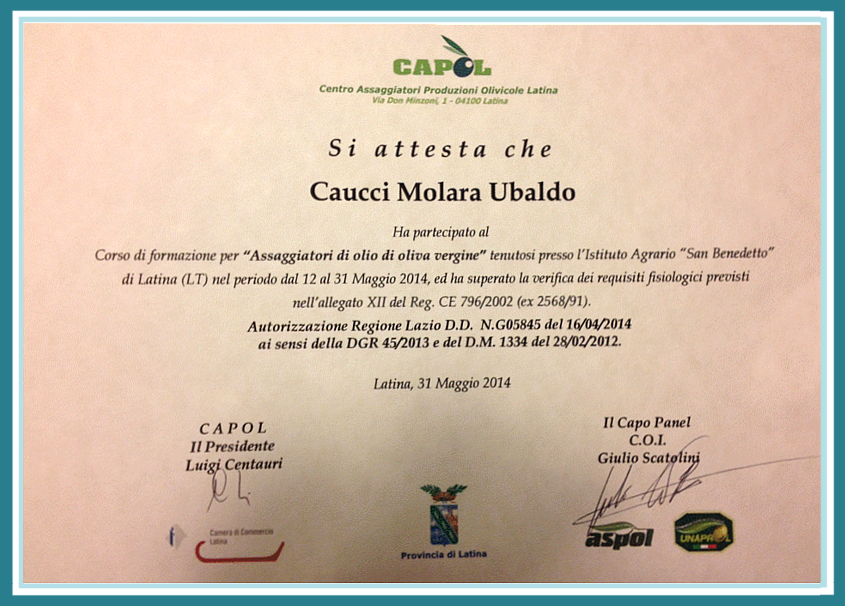 CAPOL
Centro Assaggiatori Produzioni Olivicole Latina
Via Don Minzoni, 1 - 04100 Latina
Si attesta che
Caucci Molara Ubaldo
Ha partecipato al
Corso di formazione per “Assaggiatori di olio di oliva vergine” tenutosi presso l’Istituto Agrario “San Benedetto”
di Latina (LT) nel periodo dal 12 al 31 Maggio 2014, ed ha superato la verifica dei requisiti fisiologici previsti
nell’allegato XII del Reg. CE 796/2002 (ex 2568/91).
Autorizzazione Regione Lazio D.D. N.G05845 del 16/04/2014
ai sensi della DGR 45/2013 e del D.M. 1334 del 28/02/2012.
Latina, 31 Maggio 2014
CAPOL
Il Presidente
Luigi Centauri
Il Capo Panel
C.O.I.
Giulio Scatolini
Camera di Commercio
Latina
Provincia di Latina
aspol
UNAPROL